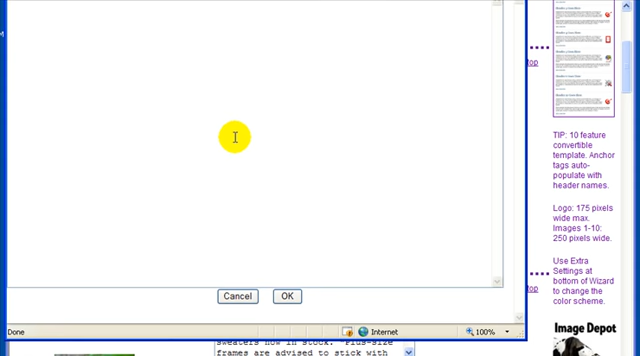 M
top
TIP: 10 feature
convertible
template. Anchor
tags auto-
populate with
header names.
Logo: 175 pixels
wide max.
Images 1-10:
250 pixels wide.
Use Extra
Settings at
bottom of Wizard
to change the
color scheme.
top
Cancel
OK
Done
Internet
100%
Image Depot
sweaters now in stock. "Plus-size
frames are advised to stick with